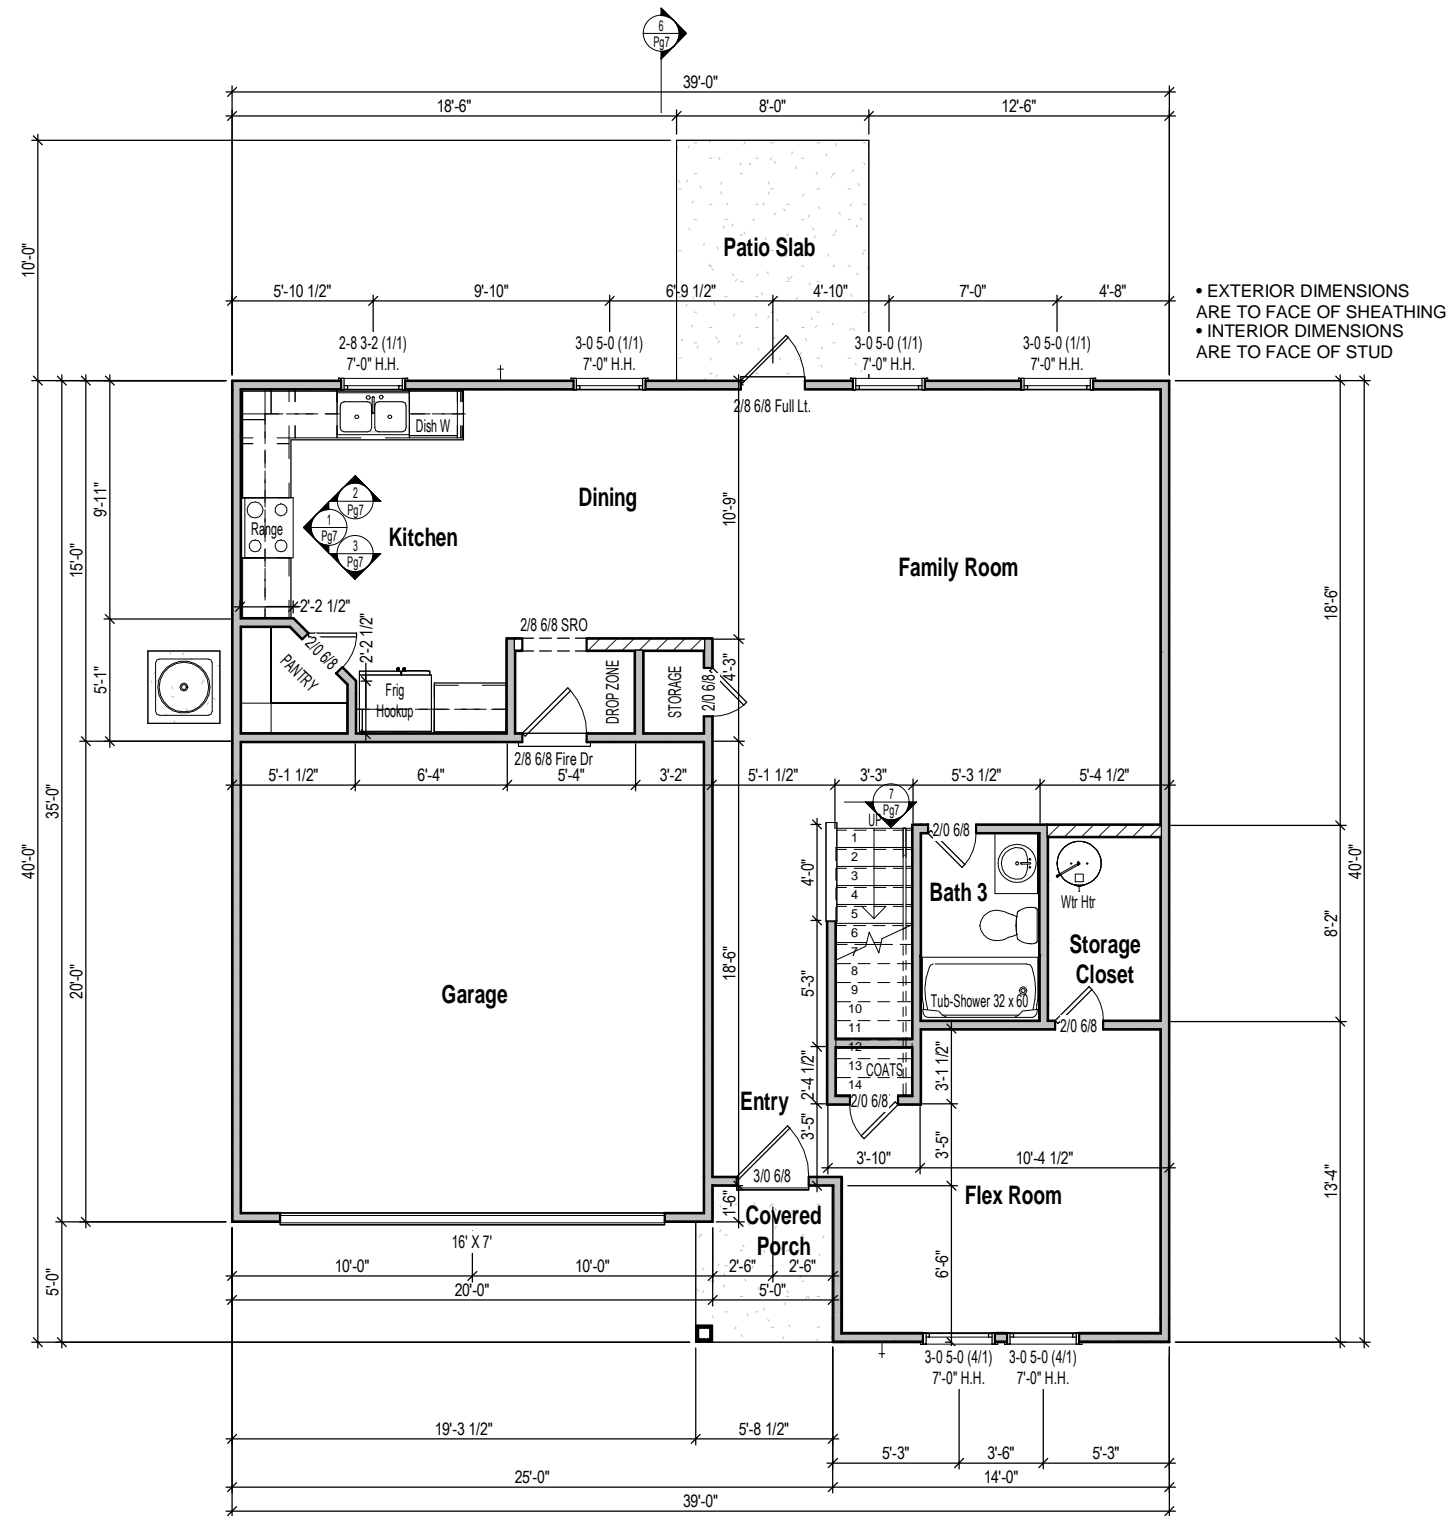 6
Pg7
39'-0"
18'-6"
8'-0"
12'-6"
10'-0"
Patio Slab
5'-10 1/2"
9'-10"
6'-9 1/2"
4'-10"
7'-0"
4'-8"
• EXTERIOR DIMENSIONS
ARE TO FACE OF SHEATHING
• INTERIOR DIMENSIONS
ARE TO FACE OF STUD
2-8 3-2 (1/1)
7'-0" H.H.
3-0 5-0 (1/1)
7'-0" H.H.
3-0 5-0 (1/1)
7'-0" H.H.
3-0 5-0 (1/1)
7'-0" H.H.
2/8 6/8 Full Lt.
Dish W
9'-11"
15'-0"
2
Pg7
1
Pg7
3
Pg7
Range
Kitchen
Dining
10'-9"
Family Room
18'-6"
2'-2 1/2"
2'-2 1/2"
2/8 6/8 SRO
2/0 6/8
PANTRY
5'-1"
Frig
Hookup
DROP ZONE
STORAGE
2/0 6/8
4'-3"
2/8 6/8 Fire Dr
5'-1 1/2"
6'-4"
5'-4"
3'-2"
5'-1 1/2"
3'-3"
5'-3 1/2"
5'-4 1/2"
7
Pg7
UP
35'-0"
40'-0"
20'-0"
1
2
3
4
5
6
7
8
9
10
11
12
13
14
4'-0"
5'-3"
2/0 6/8
Bath 3
Wtr Htr
Storage
Closet
8'-2"
40'-0"
Tub-Shower 32 x 60
2/0 6/8
18'-6"
Garage
COATS
2/0 6/8
2'-4 1/2"
3'-1 1/2"
Entry
3'-5"
3'-5"
3'-10"
10'-4 1/2"
3/0 6/8
1'-6"
Flex Room
13'-4"
Covered
Porch
16' X 7'
10'-0"
10'-0"
2'-6"
2'-6"
20'-0"
5'-0"
6'-6"
5'-0"
3-0 5-0 (4/1)
7'-0" H.H.
3-0 5-0 (4/1)
7'-0" H.H.
19'-3 1/2"
5'-8 1/2"
5'-3"
3'-6"
5'-3"
25'-0"
14'-0"
39'-0"